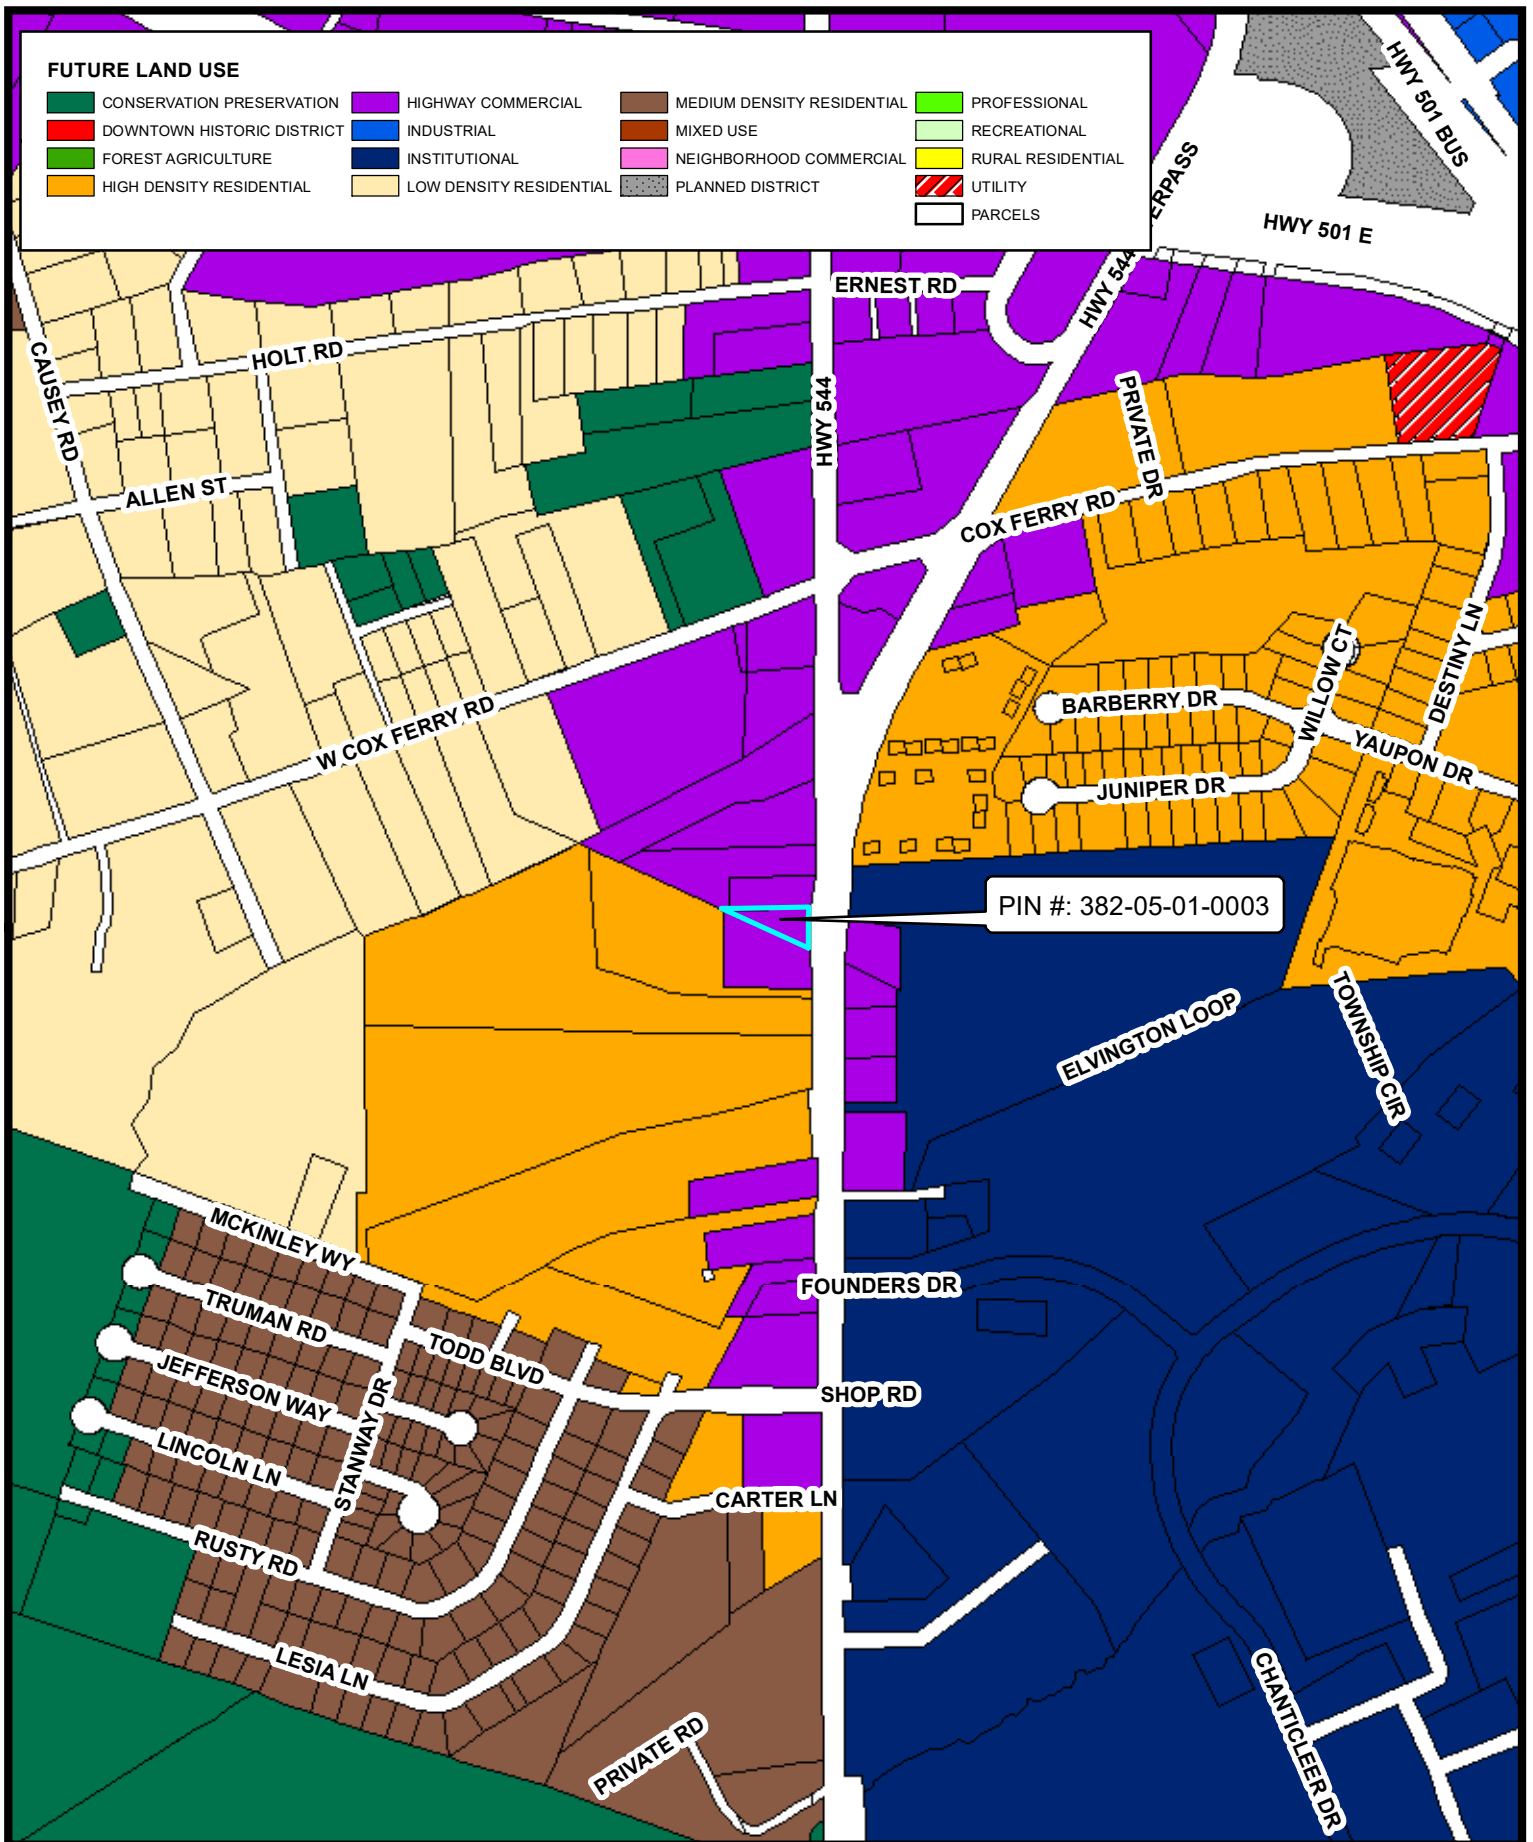 FUTURE LAND USE
CONSERVATION PRESERVATION
DOWNTOWN HISTORIC DISTRICT
FOREST AGRICULTURE
HIGH DENSITY RESIDENTIAL
HIGHWAY COMMERCIAL
INDUSTRIAL
INSTITUTIONAL
LOW DENSITY RESIDENTIAL
MEDIUM DENSITY RESIDENTIAL
MIXED USE
NEIGHBORHOOD COMMERCIAL
PLANNED DISTRICT
PROFESSIONAL
RECREATIONAL
RURAL RESIDENTIAL
UTILITY
PARCELS
HWY 501 BUS
HWY 501 E
HWY 544
ERPASS
ERNEST RD
HOLT RD
CAUSEY RD
HWY 544
PRIVATE DR
ALLEN ST
COX FERRY RD
DESTINY LN
WILLOW CT
BARBERRY DR
W COX FERRY RD
YAUPON DR
JUNIPER DR
PIN #: 382-05-01-0003
ELVINGTON LOOP
TOWNSHIP CIR
MCKINLEY WY
FOUNDERS DR
TRUMAN RD
TODD BLVD
JEFFERSON WAY
SHOP RD
STANWAY DR
LINCOLN LN
CARTER LN
RUSTY RD
LESIA LN
CHANTICLEER DR
PRIVATE RD